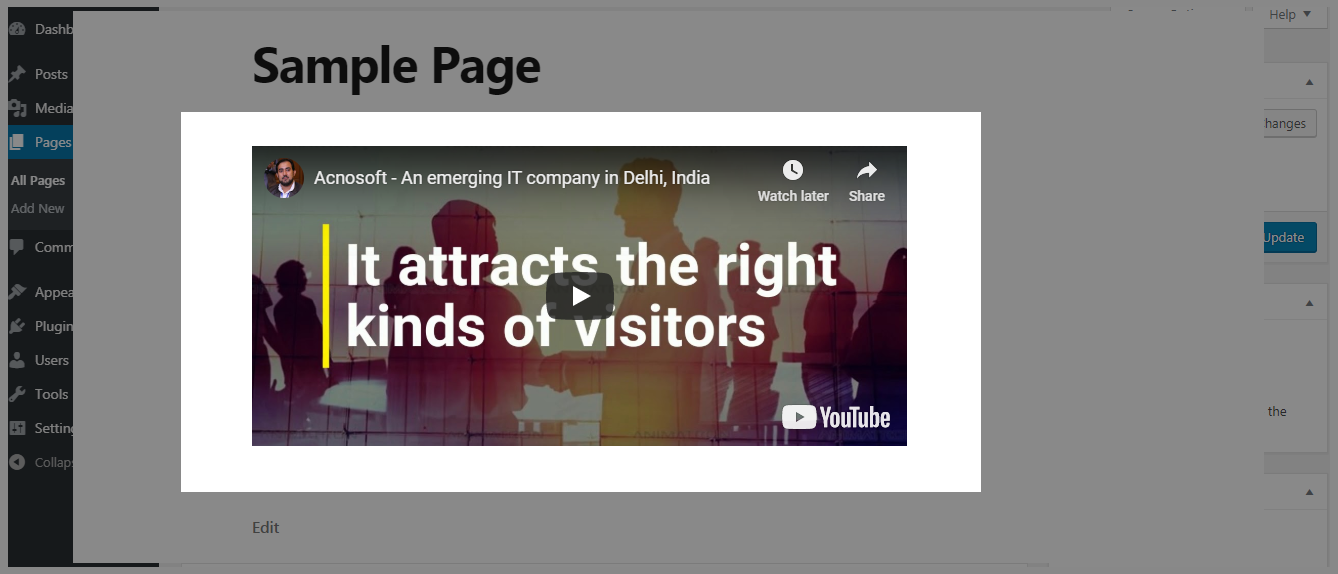 Dashb
Posts
Media
Pages
All Pages
Add New
Comm
Appea
Plugin
Users
Tools
Setting
Collaps
Sample Page
Acnosoft - An emerging IT company in Delhi, India
Watch later
Share
It attracts the right
kinds of visitors
YouTube
Edit
Help
hanges
Update
the